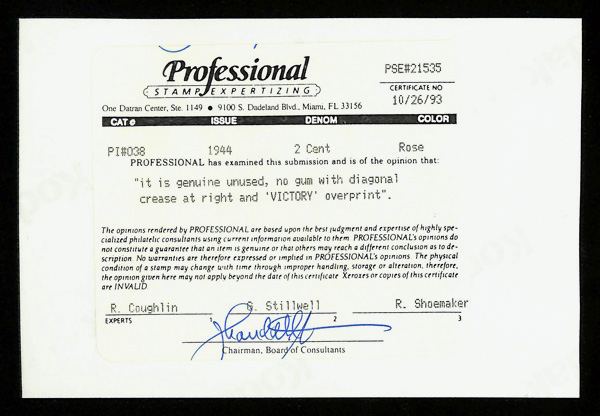 Professional
STAMP EXPERTIZING
PSE#21535
CERTIFICATE NO
10/26/93
One Datran Center, Ste. 1149 ● 9100 S. Dadeland Blvd., Miami, FL 33156
CAT # ISSUE DENOM COLOR
PI#038 1944 2 Cent Rose
PROFESSIONAL has examined this submission and is of the opinion that:
"it is genuine unused, no gum with diagonal
crease at right and 'VICTORY' overprint".
The opinions rendered by PROFESSIONAL are based upon the best judgment and expertise of highly spe-
cialized philatelic consultants using current information available to them. PROFESSIONAL's opinions do
not constitute a guarantee that an item is genuine or that others may reach a different conclusion as to de-
scription. No warranties are therefore expressed or implied in PROFESSIONAL's opinions. The physical
condition of a stamp may change with time through improper handling, storage or alteration, therefore,
the opinion given here may not apply beyond the date of this certificate. Xeroxes or copies of this certificate
are INVALID.
R. Coughlin G. Stillwell R. Shoemaker
EXPERTS 1 2 3
Chairman, Board of Consultants